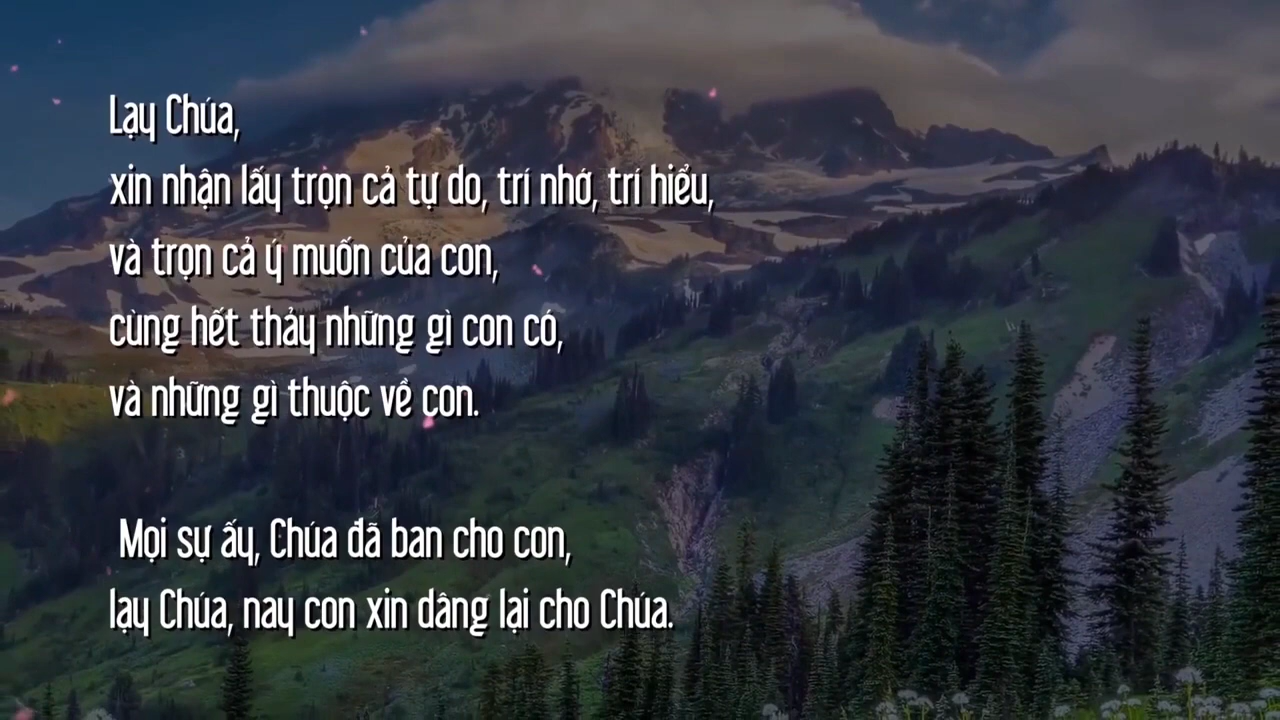 Lạy Chúa,
xin nhận lấy trọn cả tự do, trí nhớ, trí hiểu,
và trọn cả ý muốn của con,
cùng hết thảy những gì con có,
và những gì thuộc về con.
Mọi sự ấy, Chúa đã ban cho con,
lạy Chúa, nay con xin dâng lại cho Chúa.